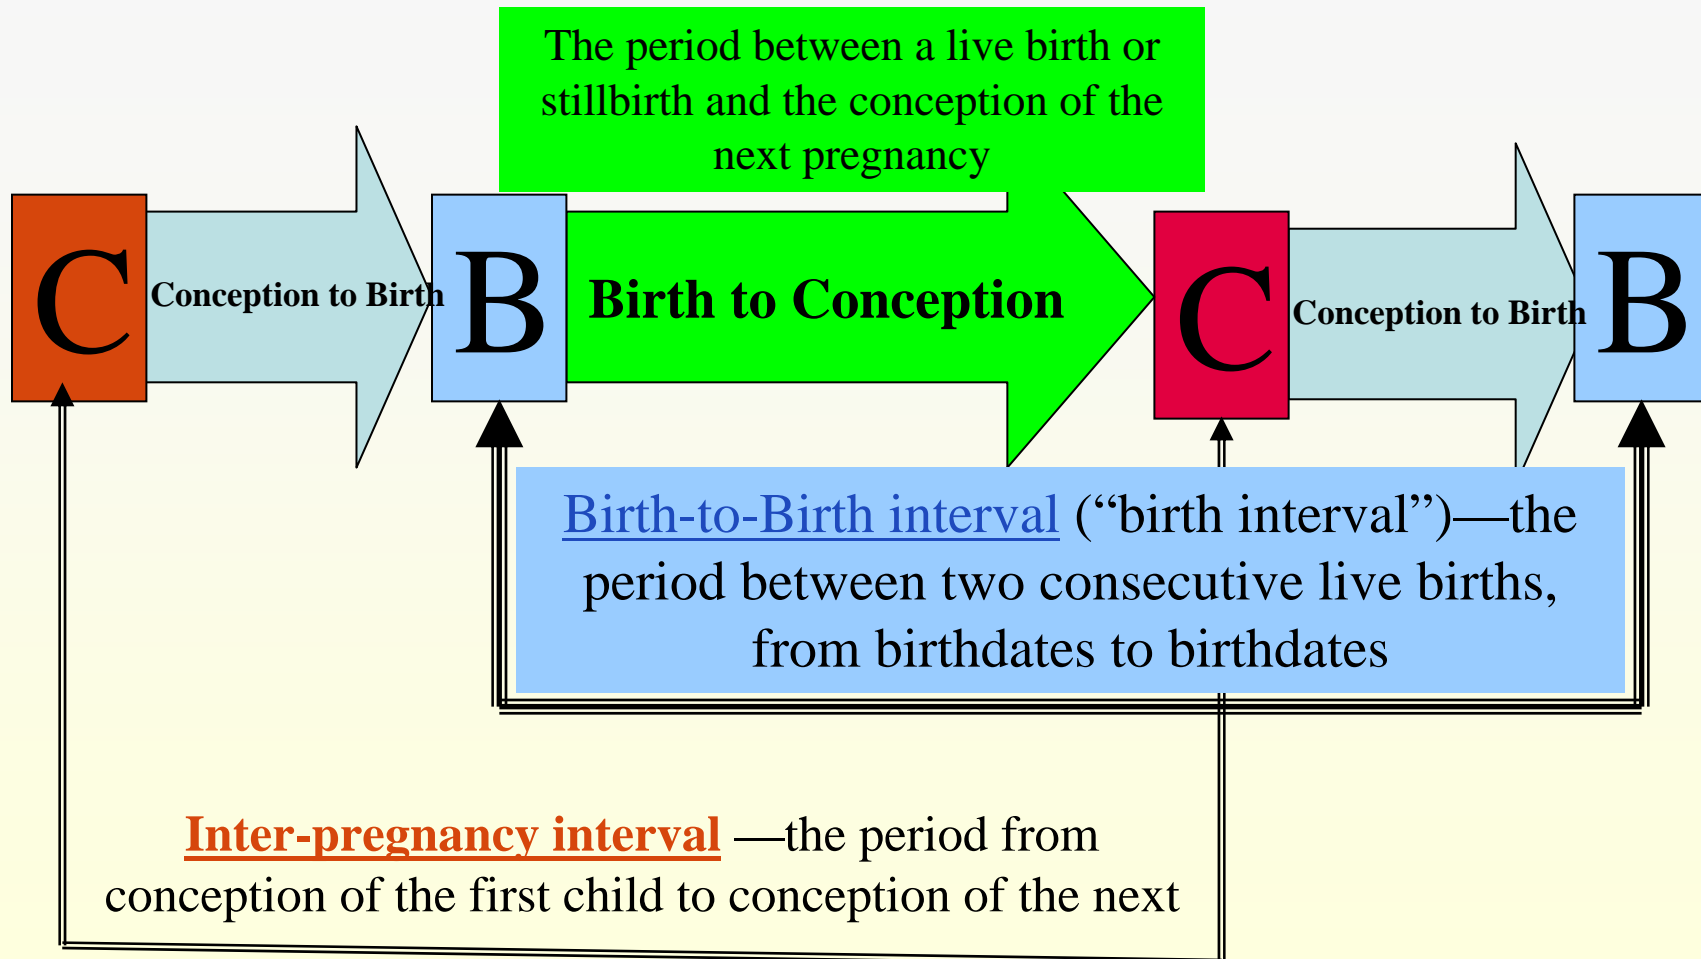 The period between a live birth or
stillbirth and the conception of the
next pregnancy
C
Conception to Birth
B
Birth to Conception
C
Conception to Birth
B
Birth-to-Birth interval (“birth interval”)—the
period between two consecutive live births,
from birthdates to birthdates
Inter-pregnancy interval —the period from
conception of the first child to conception of the next